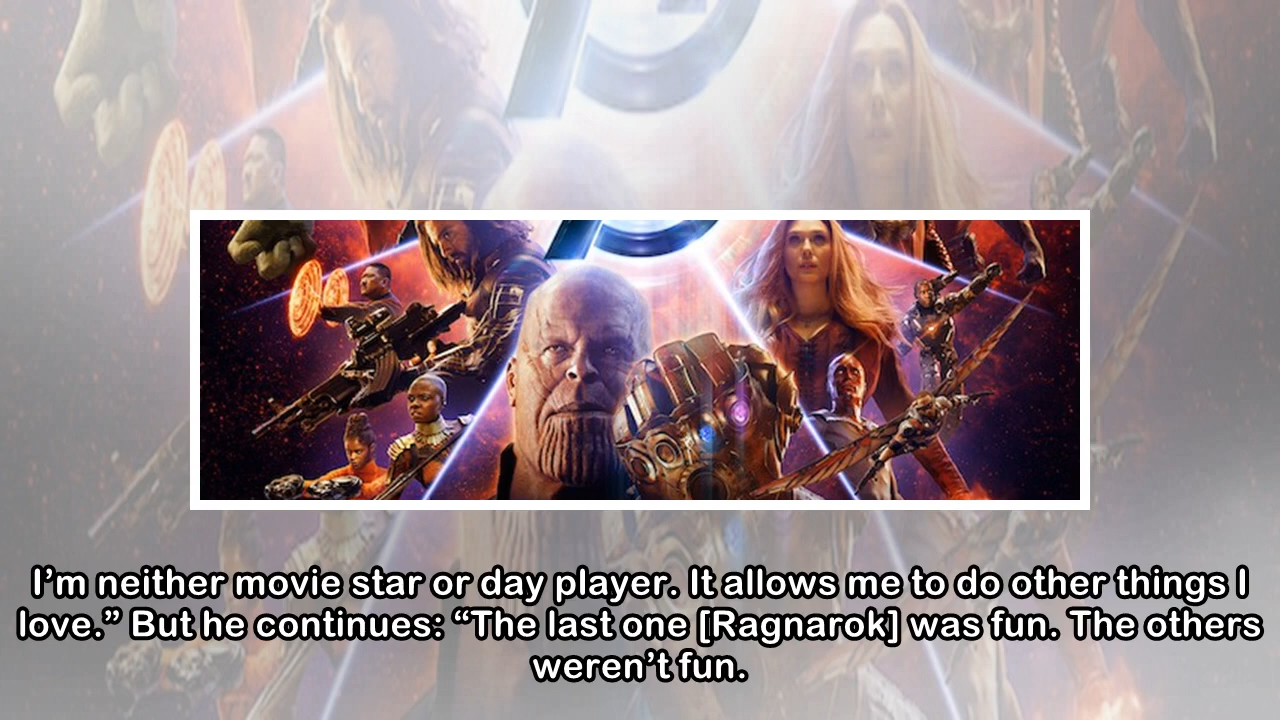 I’m neither movie star or day player. It allows me to do other things I
love.” But he continues: “The last one [Ragnarok] was fun. The others
weren’t fun.